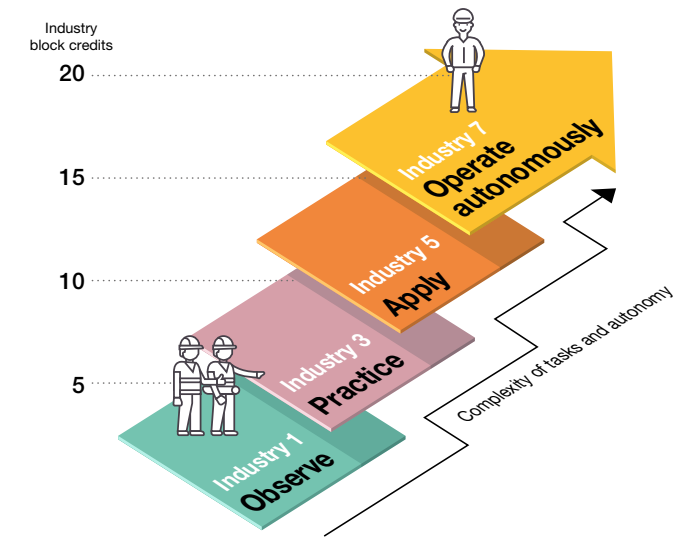 Industry
block credits
20
15
10
5
Industry 7
Operate
autonomously
Industry 5
Apply
Industry 3
Practice
Industry 1
Observe
Complexity of tasks and autonomy